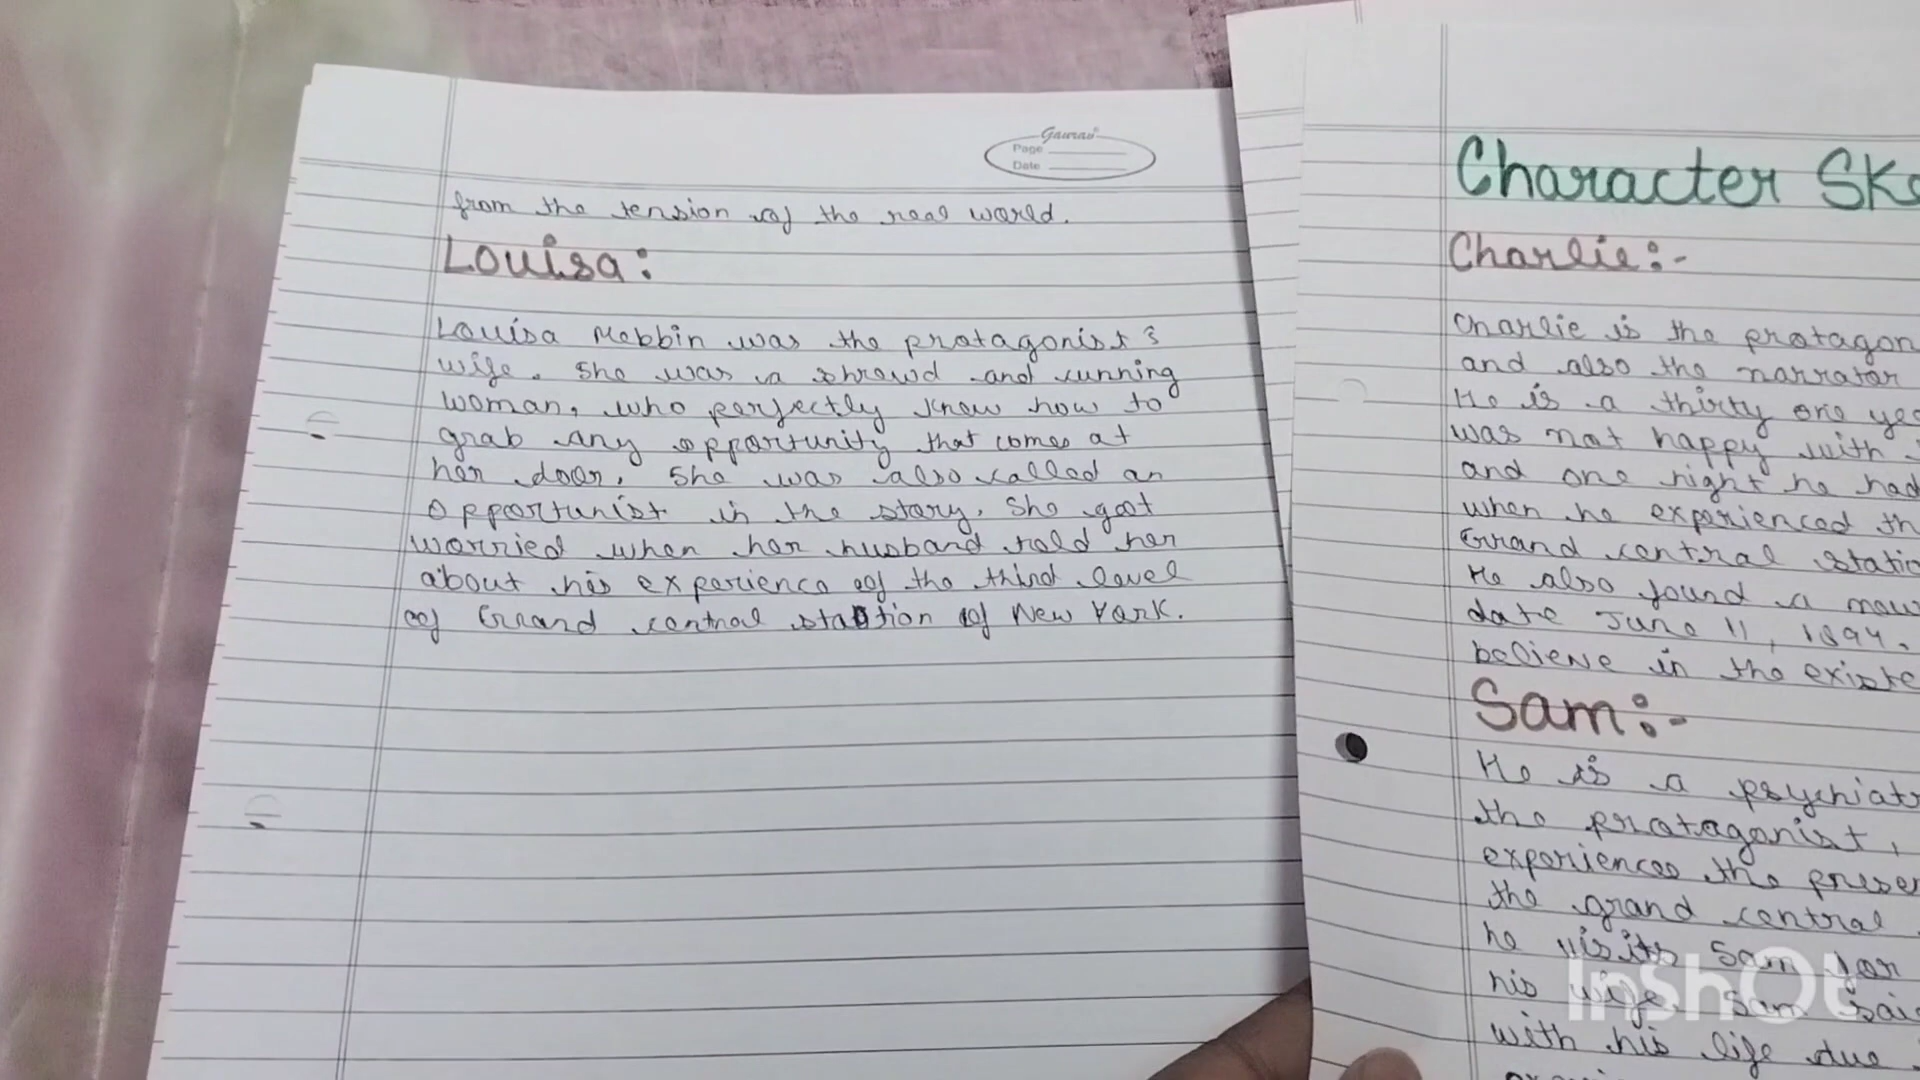 Gaurav
Page
Date
from the tension of the real world.
Louisa:
Louisa Mebbin was the protagonist's
wife. She was a shrewd and cunning
woman, who perfectly knew how to
grab any opportunity that comes at
her door. She was also called an
opportunist in the story. She got
worried when her husband told her
about his experience of the third level
of Grand central station of New York.
Character Ske
Charlie:-
Charlie is the protagon
and also the narrator
He is a thirty one yea
was not happy with
and one night he had
when he experienced th
Grand central statio
He also found a
date June 11, 1894.
believe in the existe
Sam:-
He is a psychiatr
the protagonist,
experiences the presen
the grand central
he visits Sam for
his wife. Sam said
with his life due
InShOt